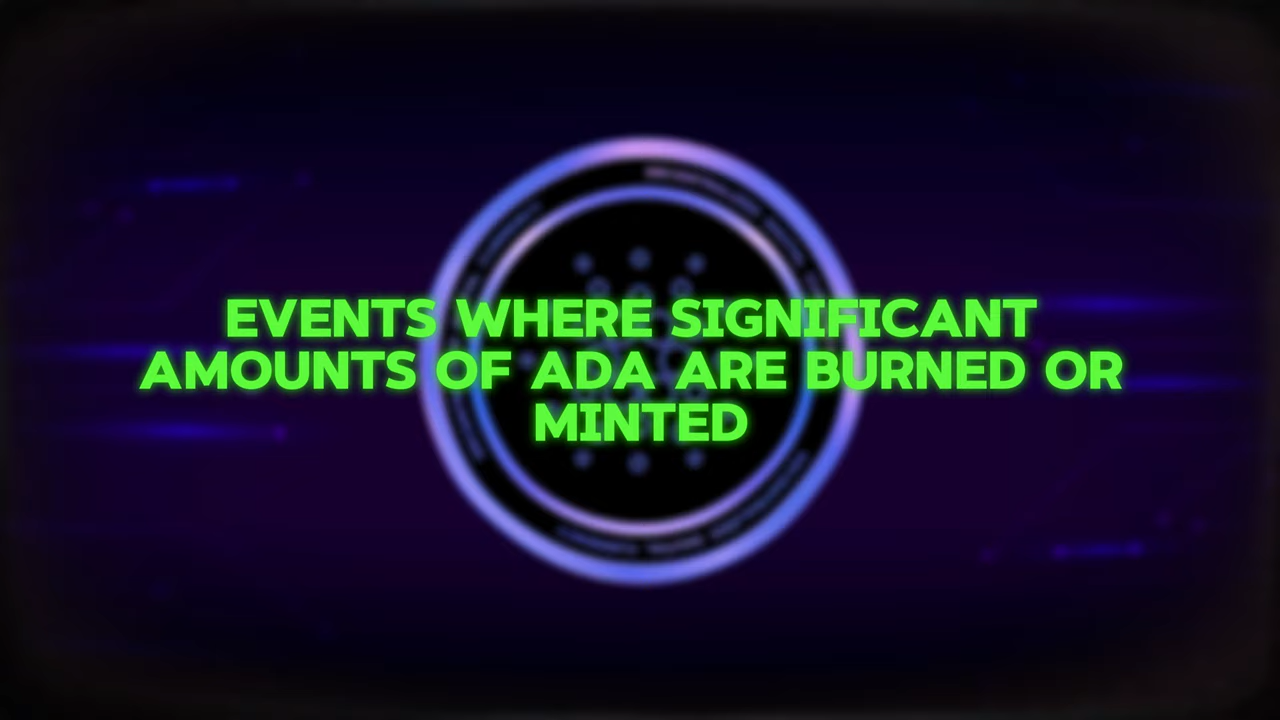 EVENTS WHERE SIGNIFICANT
AMOUNTS OF ADA ARE BURNED OR
MINTED